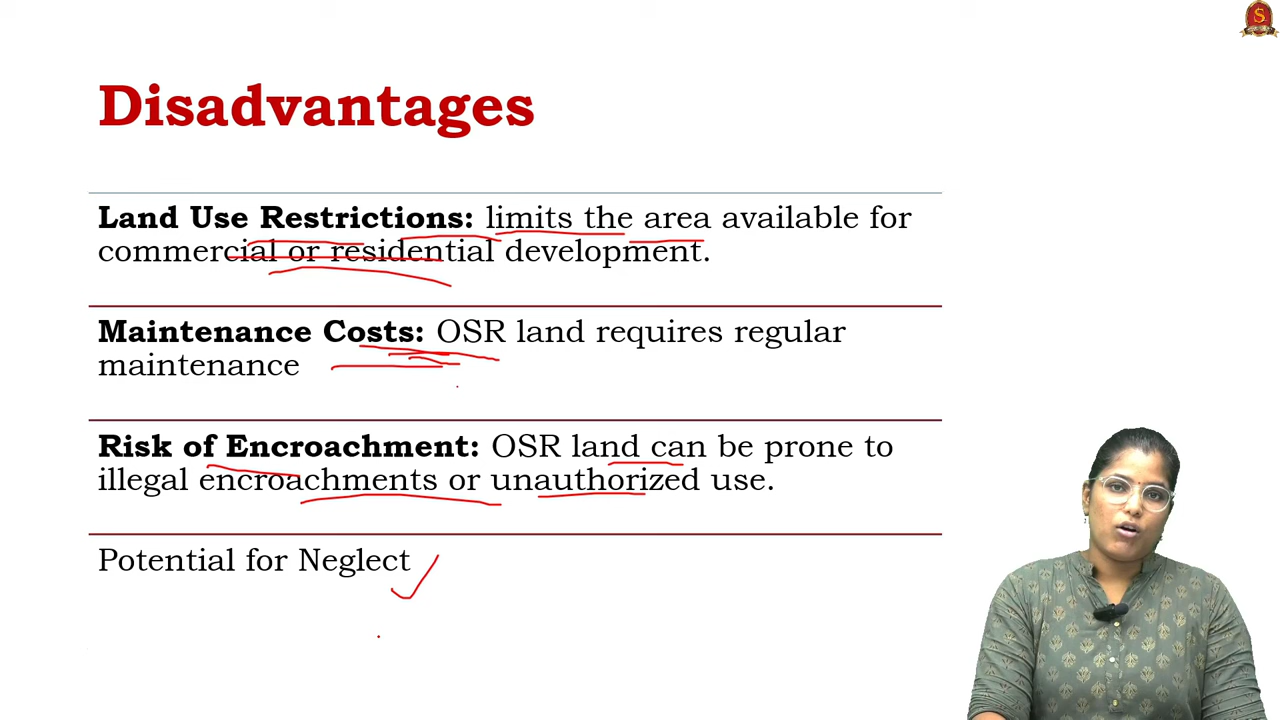 S
Disadvantages
Land Use Restrictions: limits the area available for
commercial or residential development.
Maintenance Costs: OSR land requires regular
maintenance
Risk of Encroachment: OSR land can be prone to
illegal encroachments or unauthorized use.
Potential for Neglect